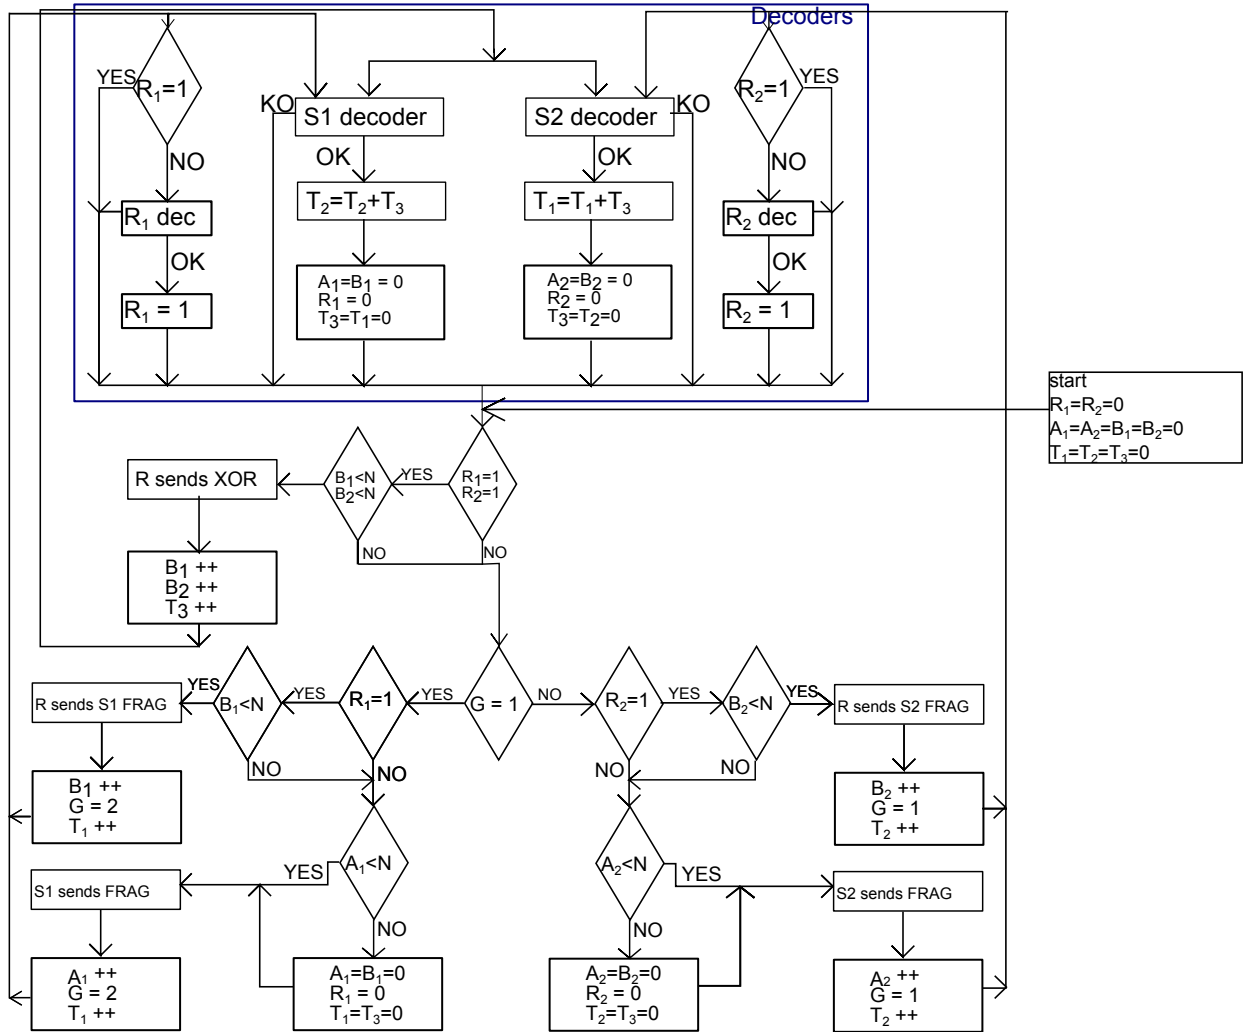 Decoders
YES
R₁=1
NO
R₁ dec
OK
R₁ = 1
KO
S1 decoder
OK
T₂=T₂+T₃
A₁=B₁ = 0
R₁ = 0
T₃=T₁=0
S2 decoder
KO
OK
T₁=T₁+T₃
A₂=B₂ = 0
R₂ = 0
T₃=T₂=0
R₂=1
YES
NO
R₂ dec
OK
R₂ = 1
start
R₁=R₂=0
A₁=A₂=B₁=B₂=0
T₁=T₂=T₃=0
R₁=1
R₂=1
YES
NO
B₁<N
B₂<N
NO
R sends XOR
B₁ ++
B₂ ++
T₃ ++
G = 1
YES
NO
R₁=1
YES
NO
B₁<N
YES
NO
R sends S1 FRAG
B₁ ++
G = 2
T₁ ++
A₁<N
YES
NO
S1 sends FRAG
A₁ ++
G = 2
T₁ ++
A₁=B₁=0
R₁ = 0
T₁=T₃=0
R₂=1
YES
NO
B₂<N
YES
NO
R sends S2 FRAG
B₂ ++
G = 1
T₂ ++
A₂<N
YES
NO
S2 sends FRAG
A₂ ++
G = 1
T₂ ++
A₂=B₂=0
R₂ = 0
T₂=T₃=0